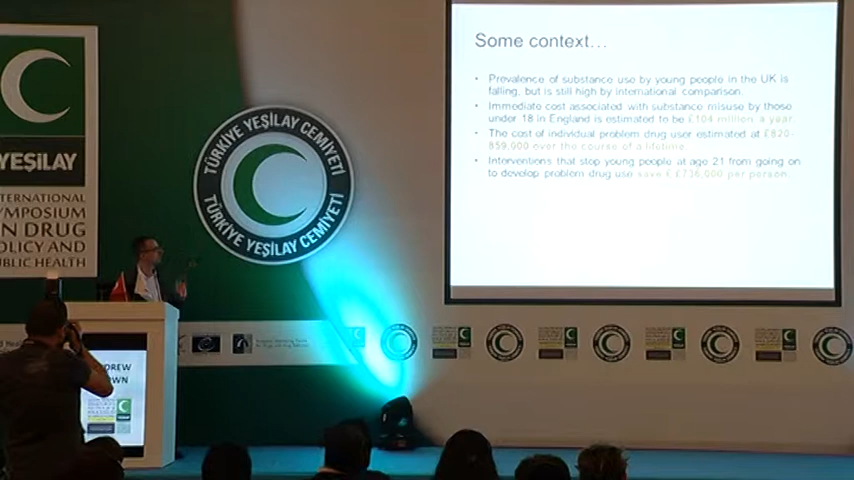 Some context…
• Prevalence of substance use by young people in the UK is
falling, but is still high by international comparison.
• Immediate cost associated with substance misuse by those
under 18 in England is estimated to be £104 million a year.
• The cost of individual problem drug user estimated at £820-
859,000 over the course of a lifetime.
• Interventions that stop young people at age 21 from going on
to develop problem drug use save £ £736,000 per person.
YEŞİLAY
NTERNATIONAL
YMPOSIUM
N DRUG
OLICY AND
UBLIC HEALTH
TÜRKİYE YEŞİLAY CEMİYETİ
TÜRKİYE YEŞİLAY CEMİYETİ
DREW
WN